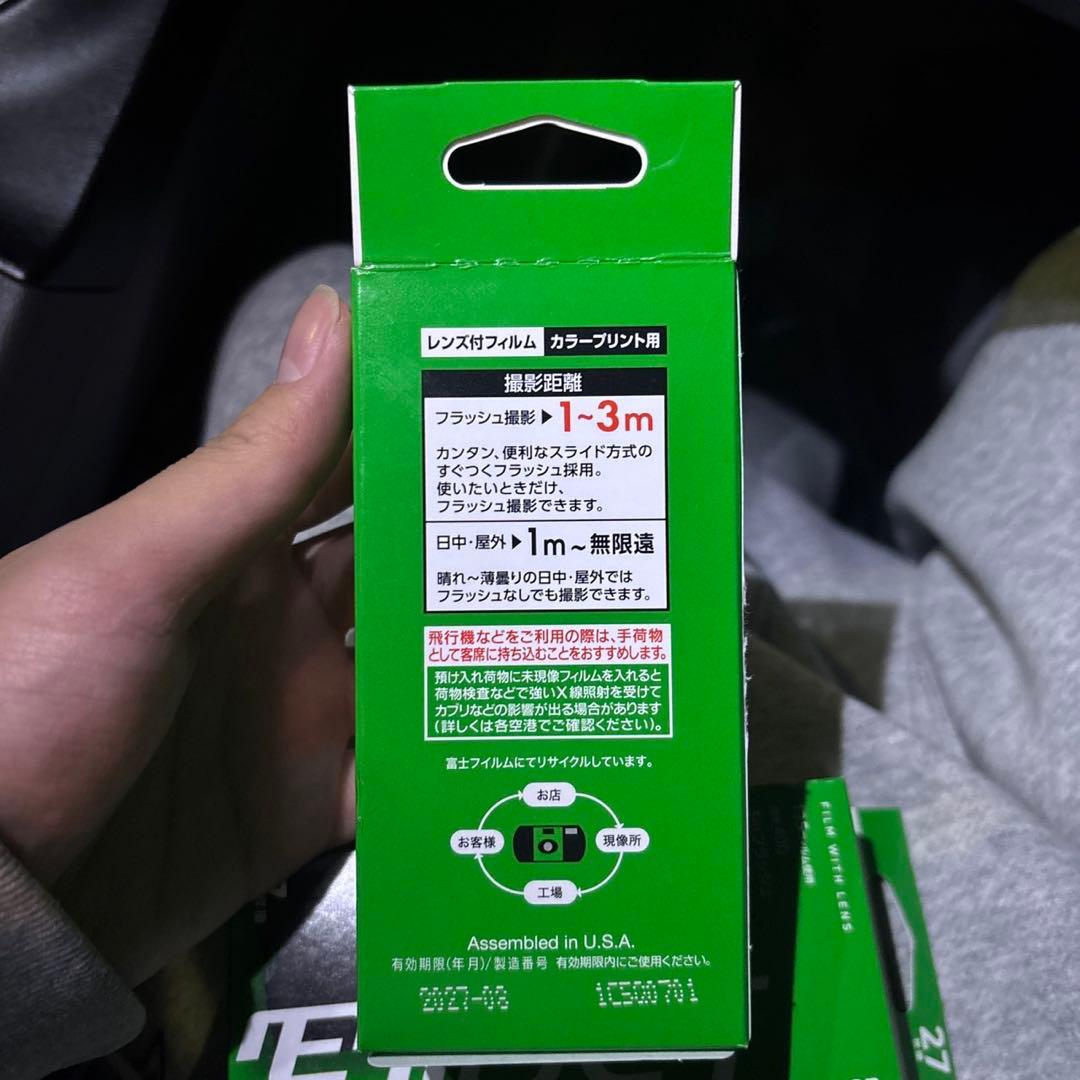 レンズ付フィルム カラープリント用
撮影距離
フラッシュ撮影▶1~3m
カンタン、便利なスライド方式の
すぐつくフラッシュ採用。
使いたいときだけ、
フラッシュ撮影できます。
日中・屋外▶1m~無限遠
晴れ~薄曇りの日中・屋外では
フラッシュなしでも撮影できます。
飛行機などをご利用の際は、手荷物
として客席に持ち込むことをおすすめします。
預け入れ荷物に未現像フィルムを入れると
荷物検査などで強いX線照射を受けて
カブリなどの影響が出る場合があります
(詳しくは各空港でご確認ください)。
富士フイルムにてリサイクルしています。
お店
お客様
現像所
工場
Assembled in U.S.A.
有効期限(年月)/製造番号 有効期限内にご使用ください。
2027-08 1CSQ0701
FILM WITH LENS
27